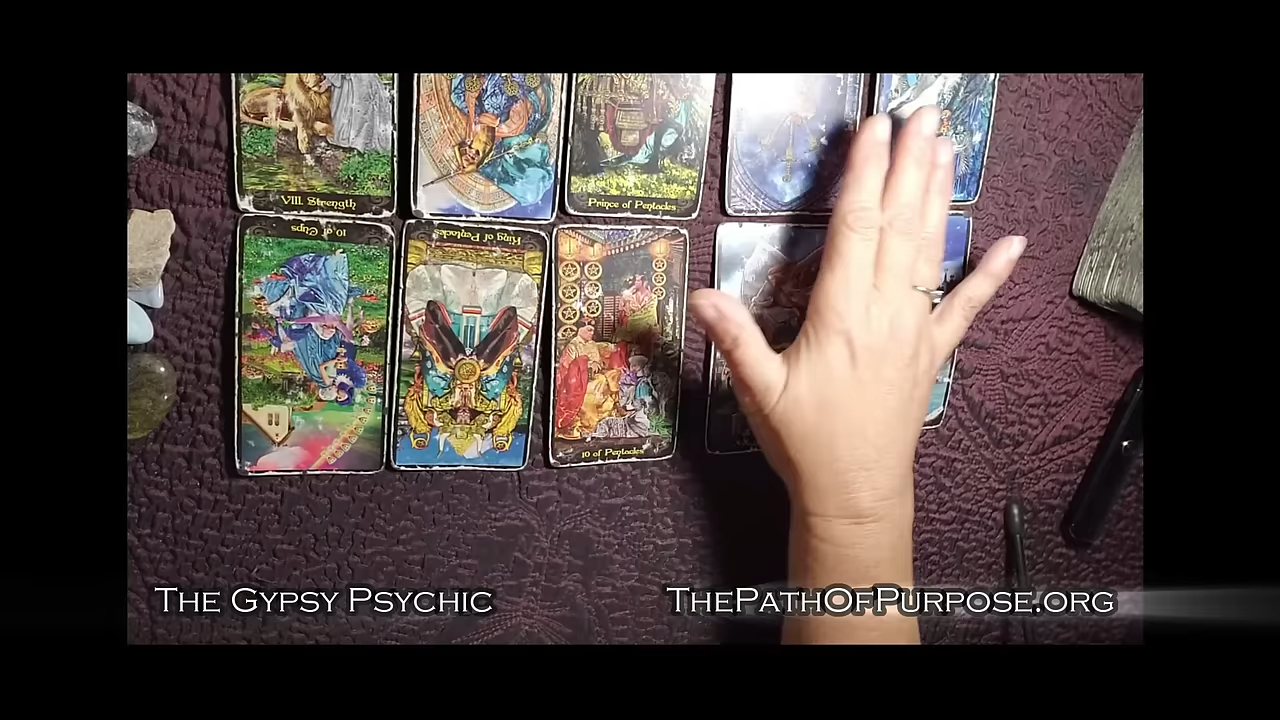 VIII. Strength
Prince of Pentacles
10 of Cups
King of Pentacles
10 of Pentacles
The Gypsy Psychic
ThePathOfPurpose.org